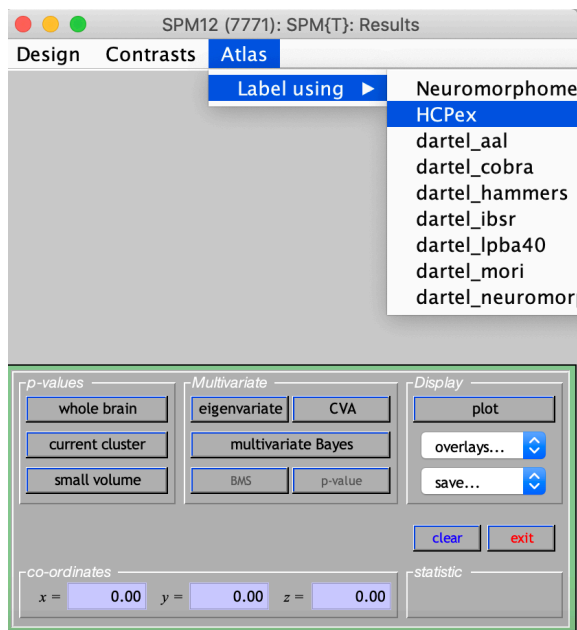 SPM12 (7771): SPM{T}: Results
Design Contrasts Atlas
Label using
Neuromorphome
HCPex
dartel_aal
dartel_cobra
dartel_hammers
dartel_ibsr
dartel_lpba40
dartel_mori
dartel_neuromor
p-values
whole brain
current cluster
small volume
Multivariate
eigenvariate CVA
multivariate Bayes
BMS p-value
Display
plot
overlays...
save...
clear exit
co-ordinates
x = 0.00 y = 0.00 z = 0.00
statistic